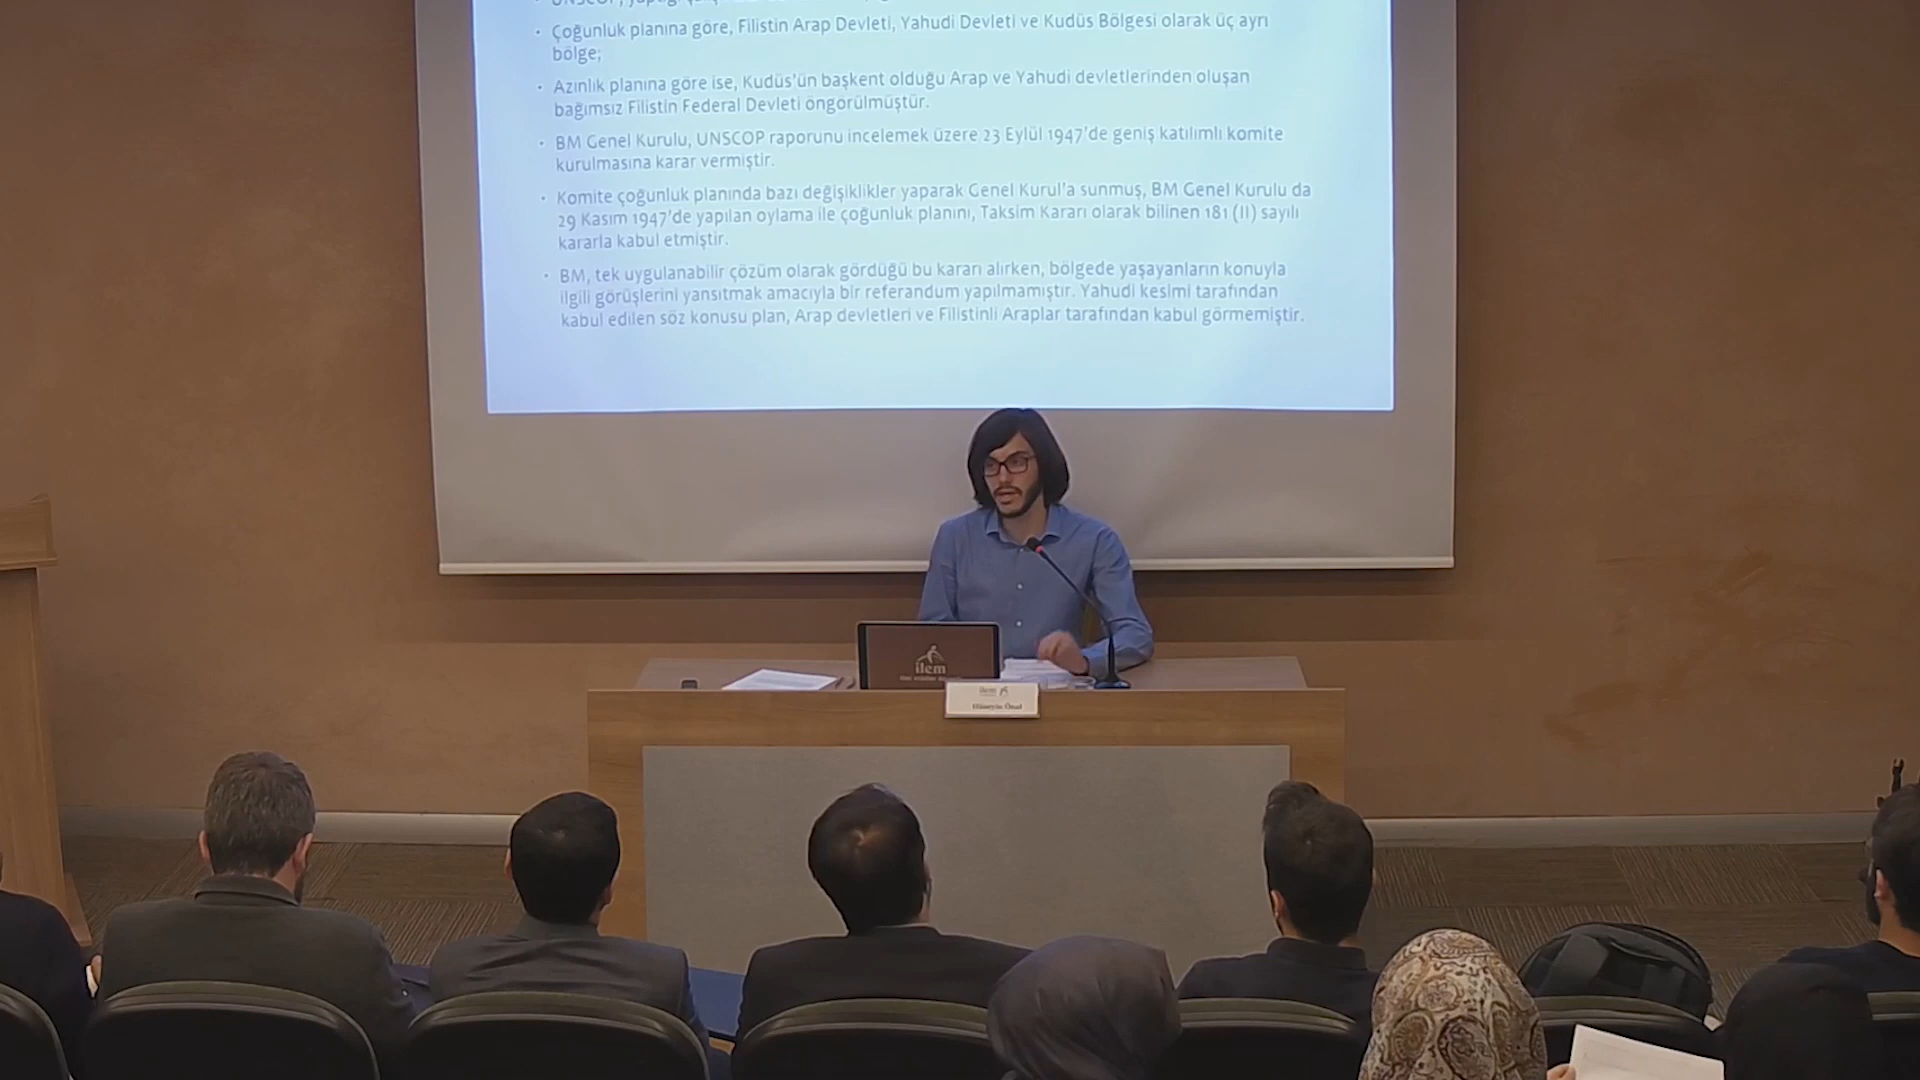 UNSCOP,
Çoğunluk planına göre, Filistin Arap Devleti, Yahudi Devleti ve Kudüs Bölgesi olarak üç ayrı
bölge;
Azınlık planına göre ise, Kudüs'ün başkent olduğu Arap ve Yahudi devletlerinden oluşan
bağımsız Filistin Federal Devleti öngörülmüştür.
BM Genel Kurulu, UNSCOP raporunu incelemek üzere 23 Eylül 1947'de geniş katılımlı komite
kurulmasına karar vermiştir.
Komite çoğunluk planında bazı değişiklikler yaparak Genel Kurul'a sunmuş, BM Genel Kurulu da
29 Kasım 1947'de yapılan oylama ile çoğunluk planını, Taksim Kararı olarak bilinen 181 (II) sayılı
kararla kabul etmiştir.
BM, tek uygulanabilir çözüm olarak gördüğü bu kararı alırken, bölgede yaşayanların konuyla
ilgili görüşlerini yansıtmak amacıyla bir referandum yapılmamıştır. Yahudi kesimi tarafından
kabul edilen söz konusu plan, Arap devletleri ve Filistinli Araplar tarafından kabul görmemiştir.
ilem
ilem
Hüseyin Önal